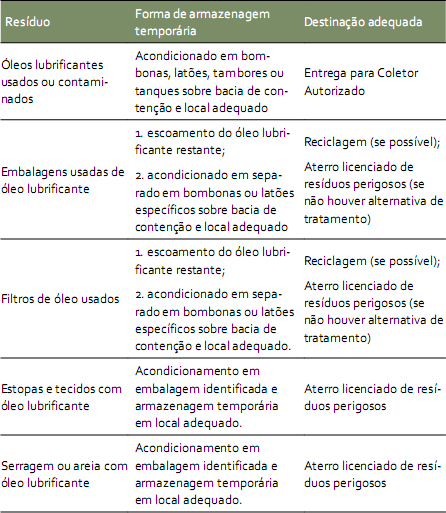 Resíduo
Forma de armazenagem
temporária
Destinação adequada
Óleos lubrificantes
usados ou contami-
nados
Acondicionado em bom-
bonas, latões, tambores ou
tanques sobre bacia de con-
tenção e local adequado
Entrega para Coletor
Autorizado
Embalagens usadas de
óleo lubrificante
1. escoamento do óleo lubri-
ficante restante;
2. acondicionado em sepa-
rado em bombonas ou latões
específicos sobre bacia de
contenção e local adequado
Reciclagem (se possível);
Aterro licenciado de
resíduos perigosos (se
não houver alternativa de
tratamento)
Filtros de óleo usados
1. escoamento do óleo lubri-
ficante restante;
2. acondicionado em sepa-
rado em bombonas ou latões
específicos sobre bacia de
contenção e local adequado.
Reciclagem (se possível);
Aterro licenciado de
resíduos perigosos (se
não houver alternativa de
tratamento)
Estopas e tecidos com
óleo lubrificante
Acondicionamento em
embalagem identificada e
armazenagem temporária
em local adequado.
Aterro licenciado de resí-
duos perigosos
Serragem ou areia com
óleo lubrificante
Acondicionamento em
embalagem identificada e
armazenagem temporária
em local adequado.
Aterro licenciado de resí-
duos perigosos